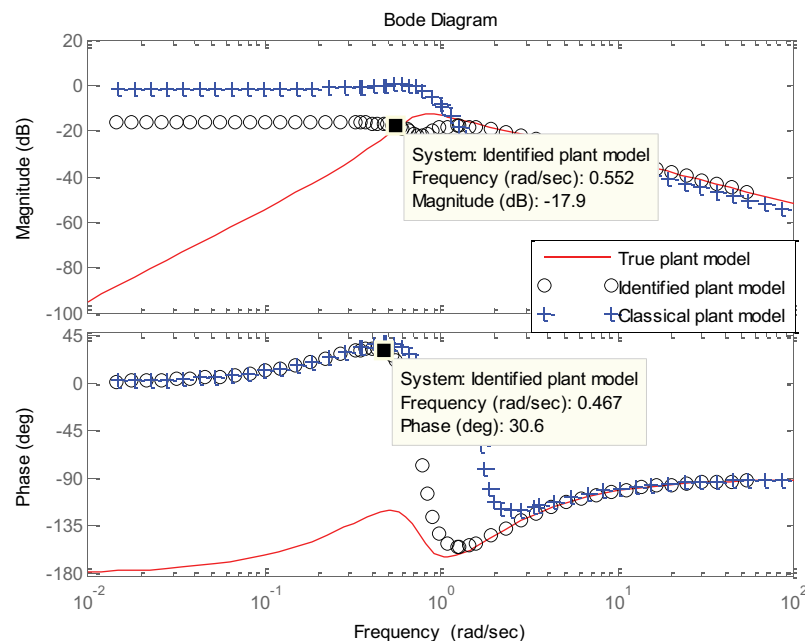 Bode Diagram
Magnitude (dB)
20
0
-20
-40
-60
-80
-100
System: Identified plant model
Frequency (rad/sec): 0.552
Magnitude (dB): -17.9
True plant model
Identified plant model
Classical plant model
Phase (deg)
45
0
-45
-90
-135
-180
System: Identified plant model
Frequency (rad/sec): 0.467
Phase (deg): 30.6
10^-2
10^-1
10^0
10^1
10^2
Frequency (rad/sec)